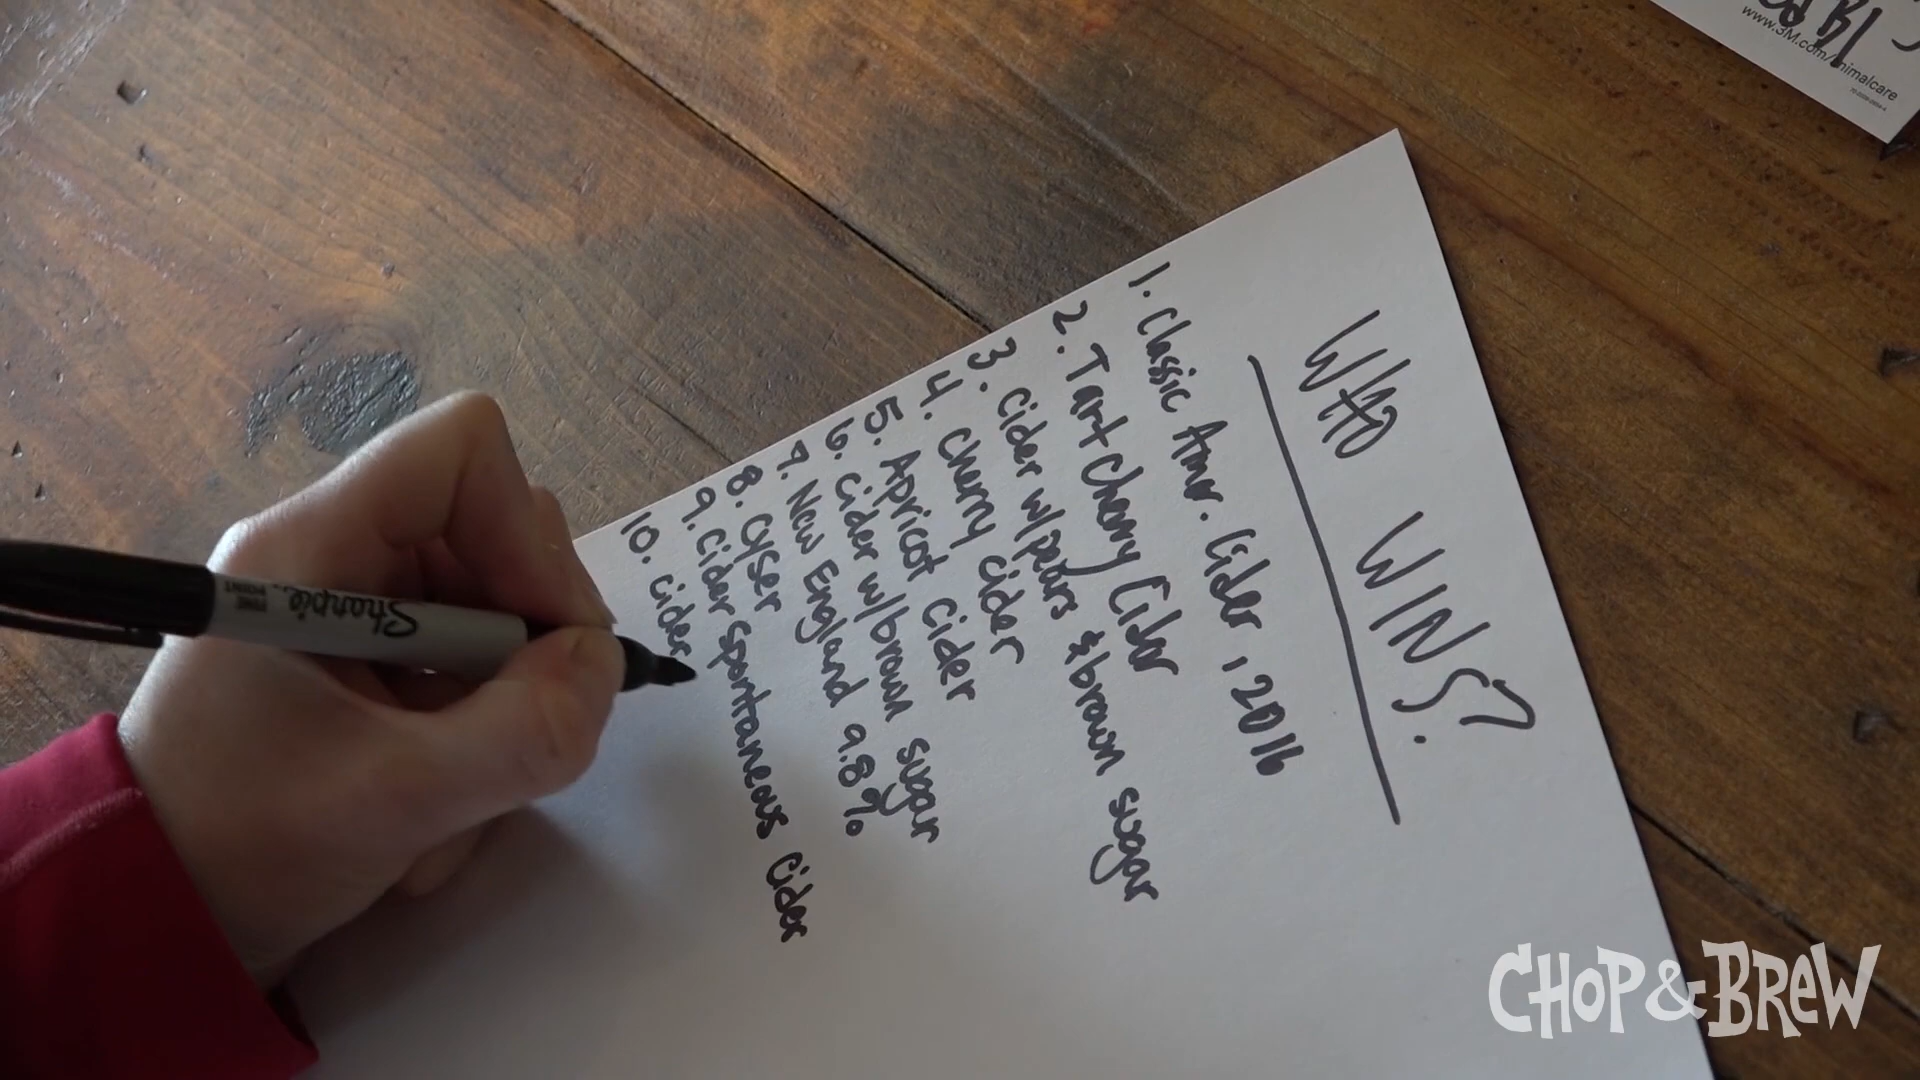 WHO WINS?
1. Classic Amer. Cider, 2016
2. Tart Cherry Cider
3. Cider w/pears & brown sugar
4. Cherry cider
5. Apricot cider
6. Cider w/brown sugar
7. New England 9.8%
8. Cyser
9. Cider spontaneous cider
10. cider
Sharpie
FINE POINT
www.3M.com/animalcare
CHOP&BREW